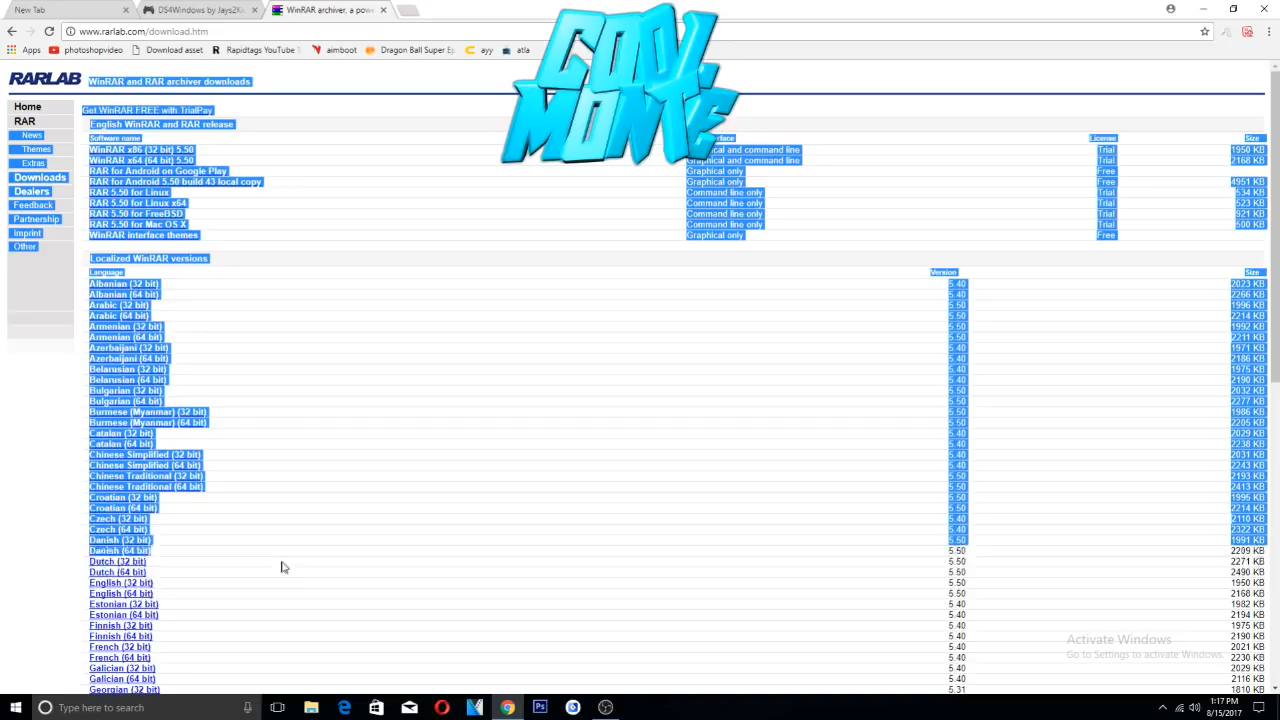 New Tab
DS4Windows by Jays2K
WinRAR archiver, a powe
www.rarlab.com/download.htm
Apps
photoshopvideo
Download asset
Rapidtags YouTube T
aimboot
Dragon Ball Super Ep
ayy
atla
COOL MONTE
RARLAB
WinRAR and RAR archiver downloads
Home
RAR
News
Themes
Extras
Downloads
Dealers
Feedback
Partnership
Imprint
Other
Get WinRAR FREE with TrialPay
English WinRAR and RAR release
Software name License Size
WinRAR x86 (32 bit) 5.50 Graphical and command line Trial 1950 KB
WinRAR x64 (64 bit) 5.50 Graphical and command line Trial 2168 KB
RAR for Android on Google Play Graphical only Free
RAR for Android 5.50 build 43 local copy Graphical only Free 4951 KB
RAR 5.50 for Linux Command line only Trial 534 KB
RAR 5.50 for Linux x64 Command line only Trial 523 KB
RAR 5.50 for FreeBSD Command line only Trial 921 KB
RAR 5.50 for Mac OS X Command line only Trial 500 KB
WinRAR interface themes Graphical only Free
Localized WinRAR versions
Language Version Size
Albanian (32 bit) 5.40 2023 KB
Albanian (64 bit) 5.40 2266 KB
Arabic (32 bit) 5.50 1996 KB
Arabic (64 bit) 5.50 2214 KB
Armenian (32 bit) 5.50 1992 KB
Armenian (64 bit) 5.50 2211 KB
Azerbaijani (32 bit) 5.40 1971 KB
Azerbaijani (64 bit) 5.40 2186 KB
Belarusian (32 bit) 5.40 1975 KB
Belarusian (64 bit) 5.40 2190 KB
Bulgarian (32 bit) 5.50 2032 KB
Bulgarian (64 bit) 5.50 2277 KB
Burmese (Myanmar) (32 bit) 5.50 1986 KB
Burmese (Myanmar) (64 bit) 5.50 2205 KB
Catalan (32 bit) 5.40 2029 KB
Catalan (64 bit) 5.40 2238 KB
Chinese Simplified (32 bit) 5.40 2031 KB
Chinese Simplified (64 bit) 5.40 2243 KB
Chinese Traditional (32 bit) 5.50 2193 KB
Chinese Traditional (64 bit) 5.50 2413 KB
Croatian (32 bit) 5.50 1995 KB
Croatian (64 bit) 5.50 2214 KB
Czech (32 bit) 5.40 2110 KB
Czech (64 bit) 5.40 2322 KB
Danish (32 bit) 5.50 1991 KB
Danish (64 bit) 5.50 2209 KB
Dutch (32 bit) 5.50 2271 KB
Dutch (64 bit) 5.50 2490 KB
English (32 bit) 5.50 1950 KB
English (64 bit) 5.50 2168 KB
Estonian (32 bit) 5.40 1982 KB
Estonian (64 bit) 5.40 2194 KB
Finnish (32 bit) 5.40 1975 KB
Finnish (64 bit) 5.40 2190 KB
French (32 bit) 5.40 2021 KB
French (64 bit) 5.40 2230 KB
Galician (32 bit) 5.40 2029 KB
Galician (64 bit) 5.40 2116 KB
Georgian (32 bit) 5.31 1810 KB
Activate Windows
Go to Settings to activate Windows.
Type here to search
1:17 PM
8/15/2017